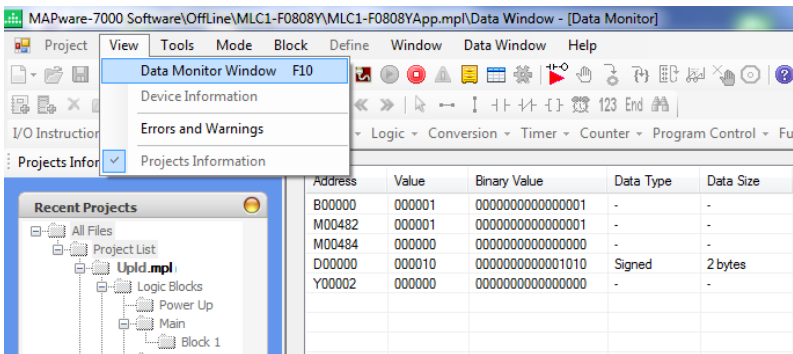 MAPware-7000 Software\OffLine\MLC1-F0808Y\MLC1-F0808YApp.mpl\Data Window - [Data Monitor]
Project View Tools Mode Block Define Window Data Window Help
Data Monitor Window F10
Device Information
123 End
Errors and Warnings
I/O Instruction Logic Conversion Timer Counter Program Control Fu
Projects Infor Projects Information
Address Value Binary Value Data Type Data Size
Recent Projects
B00000 000001 0000000000000001 - -
All Files
M00482 000001 0000000000000001 - -
Project List
M00484 000000 0000000000000000 - -
Upld.mpl
D00000 000010 0000000000001010 Signed 2 bytes
Logic Blocks
Y00002 000000 0000000000000000 - -
Power Up
Main
Block 1